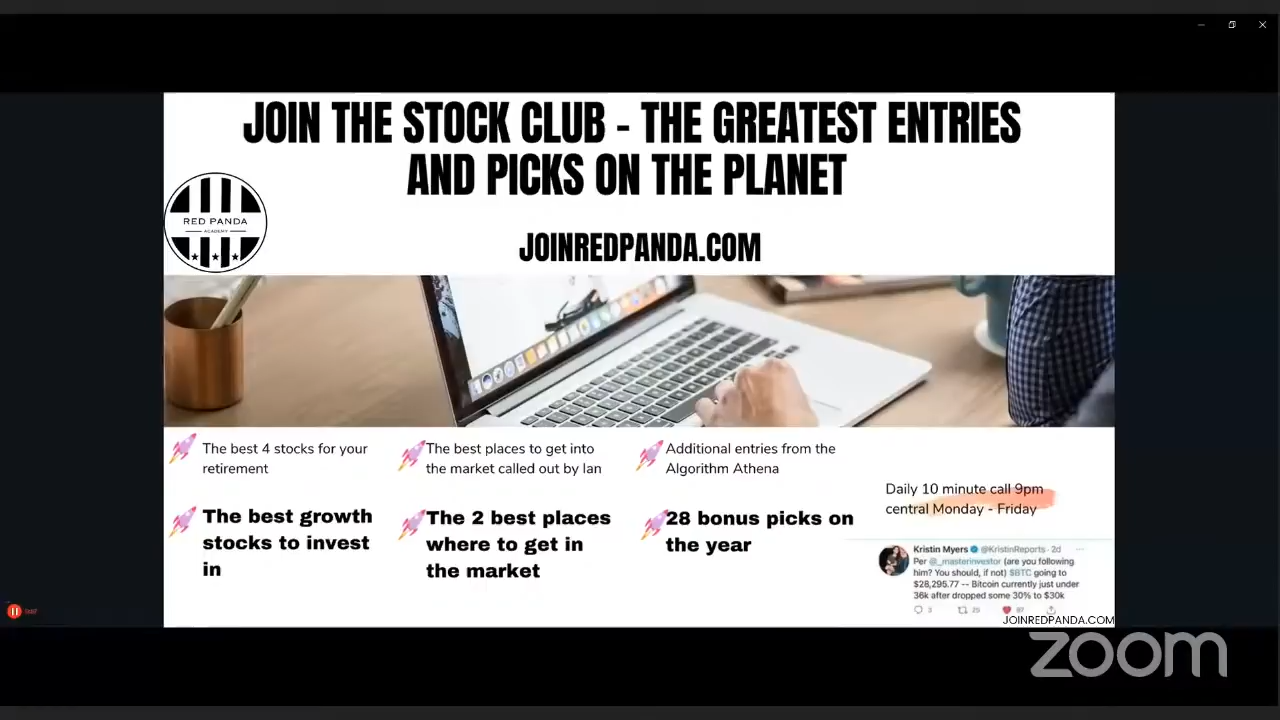 JOIN THE STOCK CLUB - THE GREATEST ENTRIES
AND PICKS ON THE PLANET
RED PANDA
ACADEMY
JOINREDPANDA.COM
The best 4 stocks for your
retirement
The best places to get into
the market called out by Ian
Additional entries from the
Algorithm Athena
The best growth
stocks to invest
in
The 2 best places
where to get in
the market
28 bonus picks on
the year
Daily 10 minute call 9pm
central Monday - Friday
Kristin Myers @KristinReports · 2d
Per @_masterinvestor (are you following
him? You should, if not) $BTC going to
$28,295.77 -- Bitcoin currently just under
36k after dropped some 30% to $30k
3
JOINREDPANDA.COM
zoom